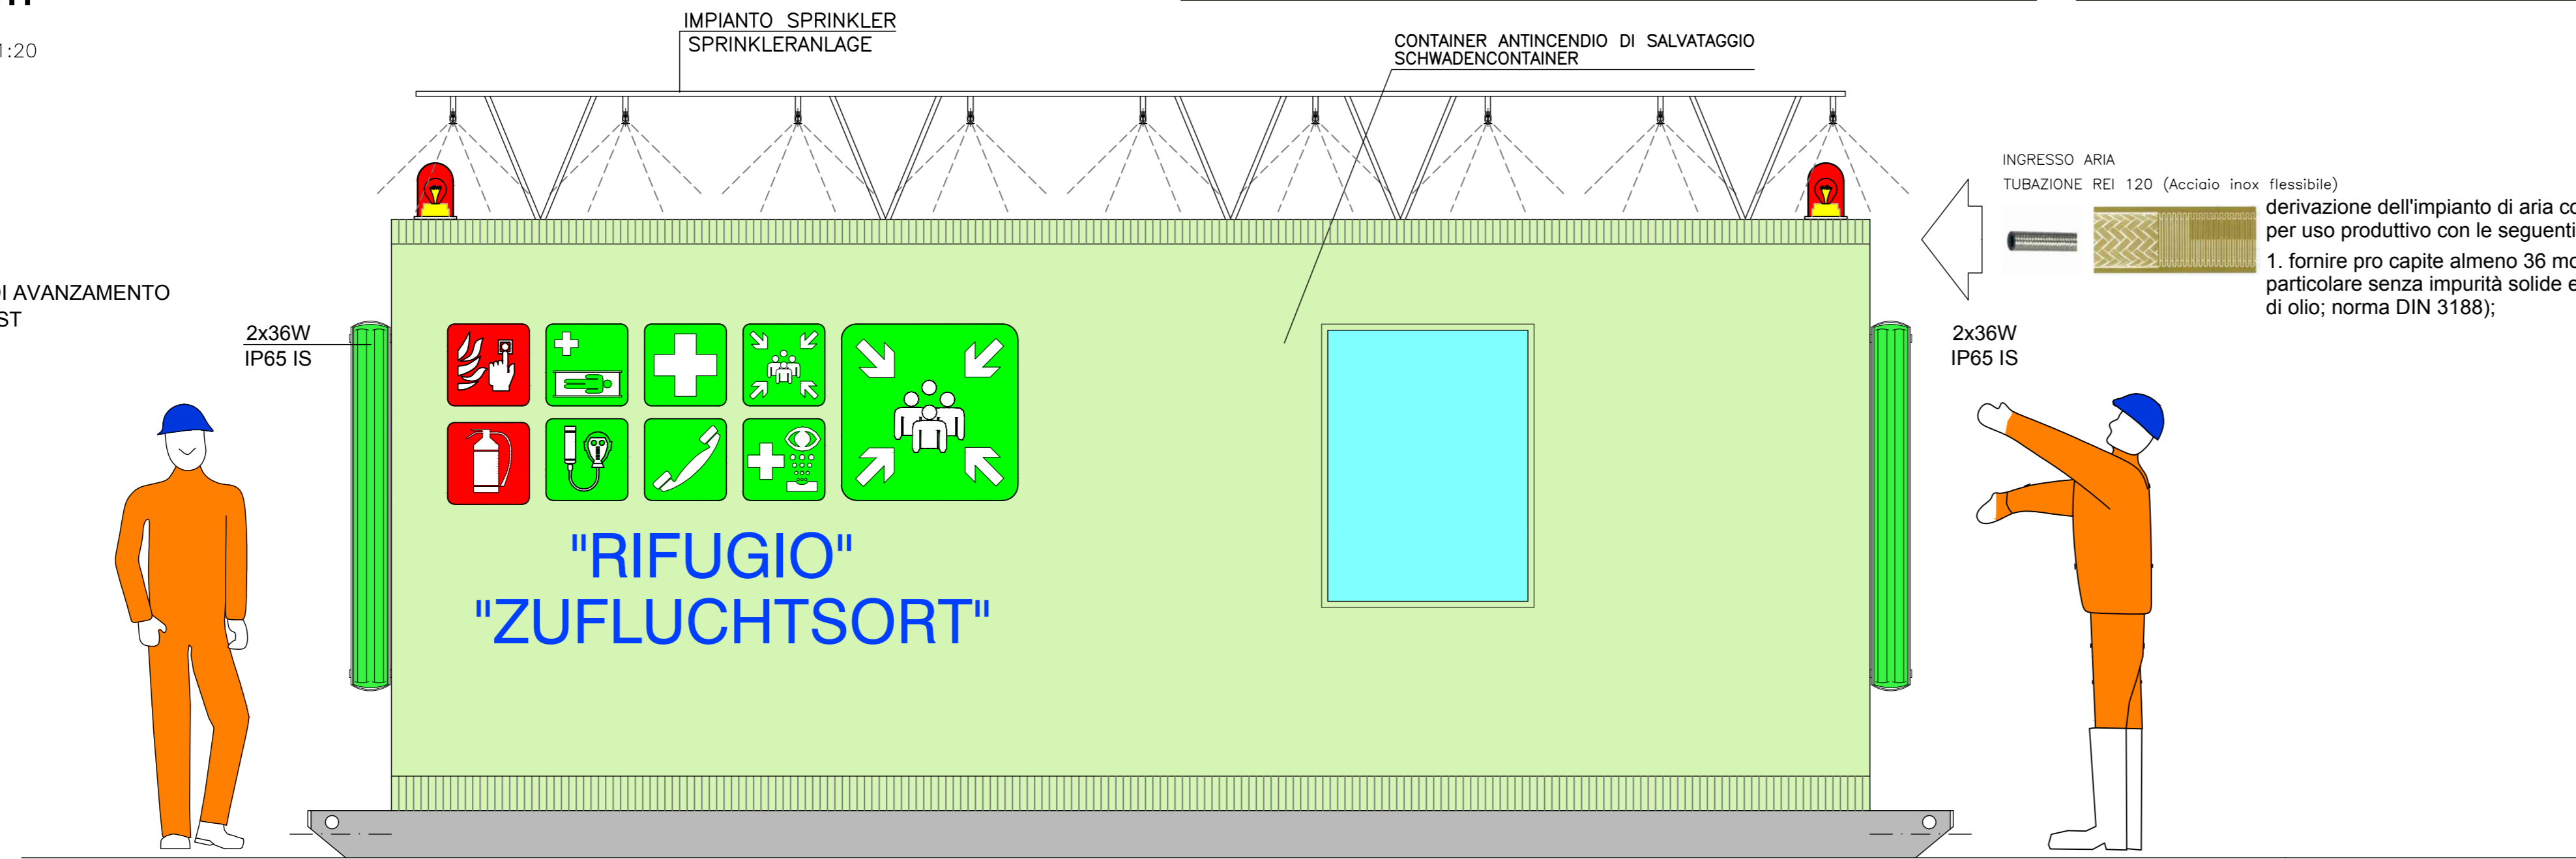 1:20
IMPIANTO SPRINKLER
SPRINKLERANLAGE
CONTAINER ANTINCENDIO DI SALVATAGGIO
SCHWADENCONTAINER
INGRESSO ARIA
TUBAZIONE REI 120 (Acciaio inox flessibile)
derivazione dell'impianto di aria co
per uso produttivo con le seguenti
1. fornire pro capite almeno 36 mc
particolare senza impurità solide e
di olio; norma DIN 3188);
DI AVANZAMENTO
ST
2x36W
IP65 IS
2x36W
IP65 IS
"RIFUGIO"
"ZUFLUCHTSORT"